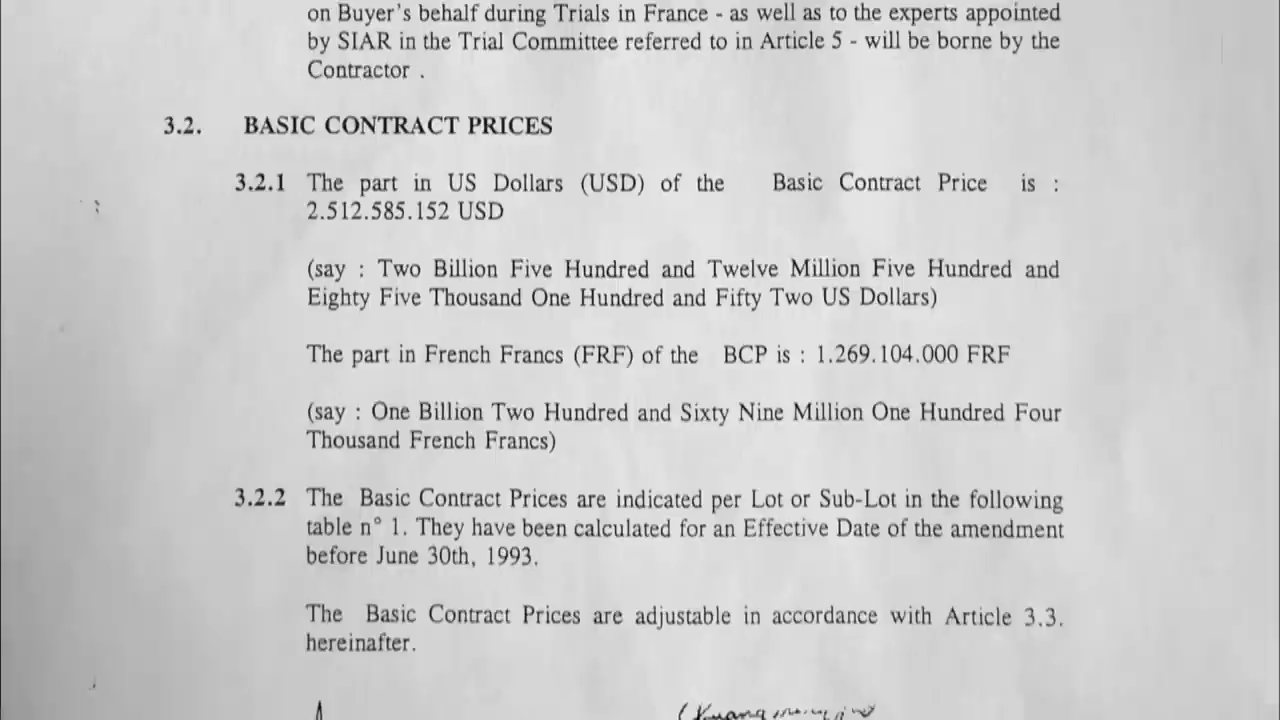 on Buyer's behalf during Trials in France - as well as to the experts appointed
by SIAR in the Trial Committee referred to in Article 5 - will be borne by the
Contractor .
3.2. BASIC CONTRACT PRICES
3.2.1 The part in US Dollars (USD) of the Basic Contract Price is :
2.512.585.152 USD
(say : Two Billion Five Hundred and Twelve Million Five Hundred and
Eighty Five Thousand One Hundred and Fifty Two US Dollars)
The part in French Francs (FRF) of the BCP is : 1.269.104.000 FRF
(say : One Billion Two Hundred and Sixty Nine Million One Hundred Four
Thousand French Francs)
3.2.2 The Basic Contract Prices are indicated per Lot or Sub-Lot in the following
table n° 1. They have been calculated for an Effective Date of the amendment
before June 30th, 1993.
The Basic Contract Prices are adjustable in accordance with Article 3.3.
hereinafter.